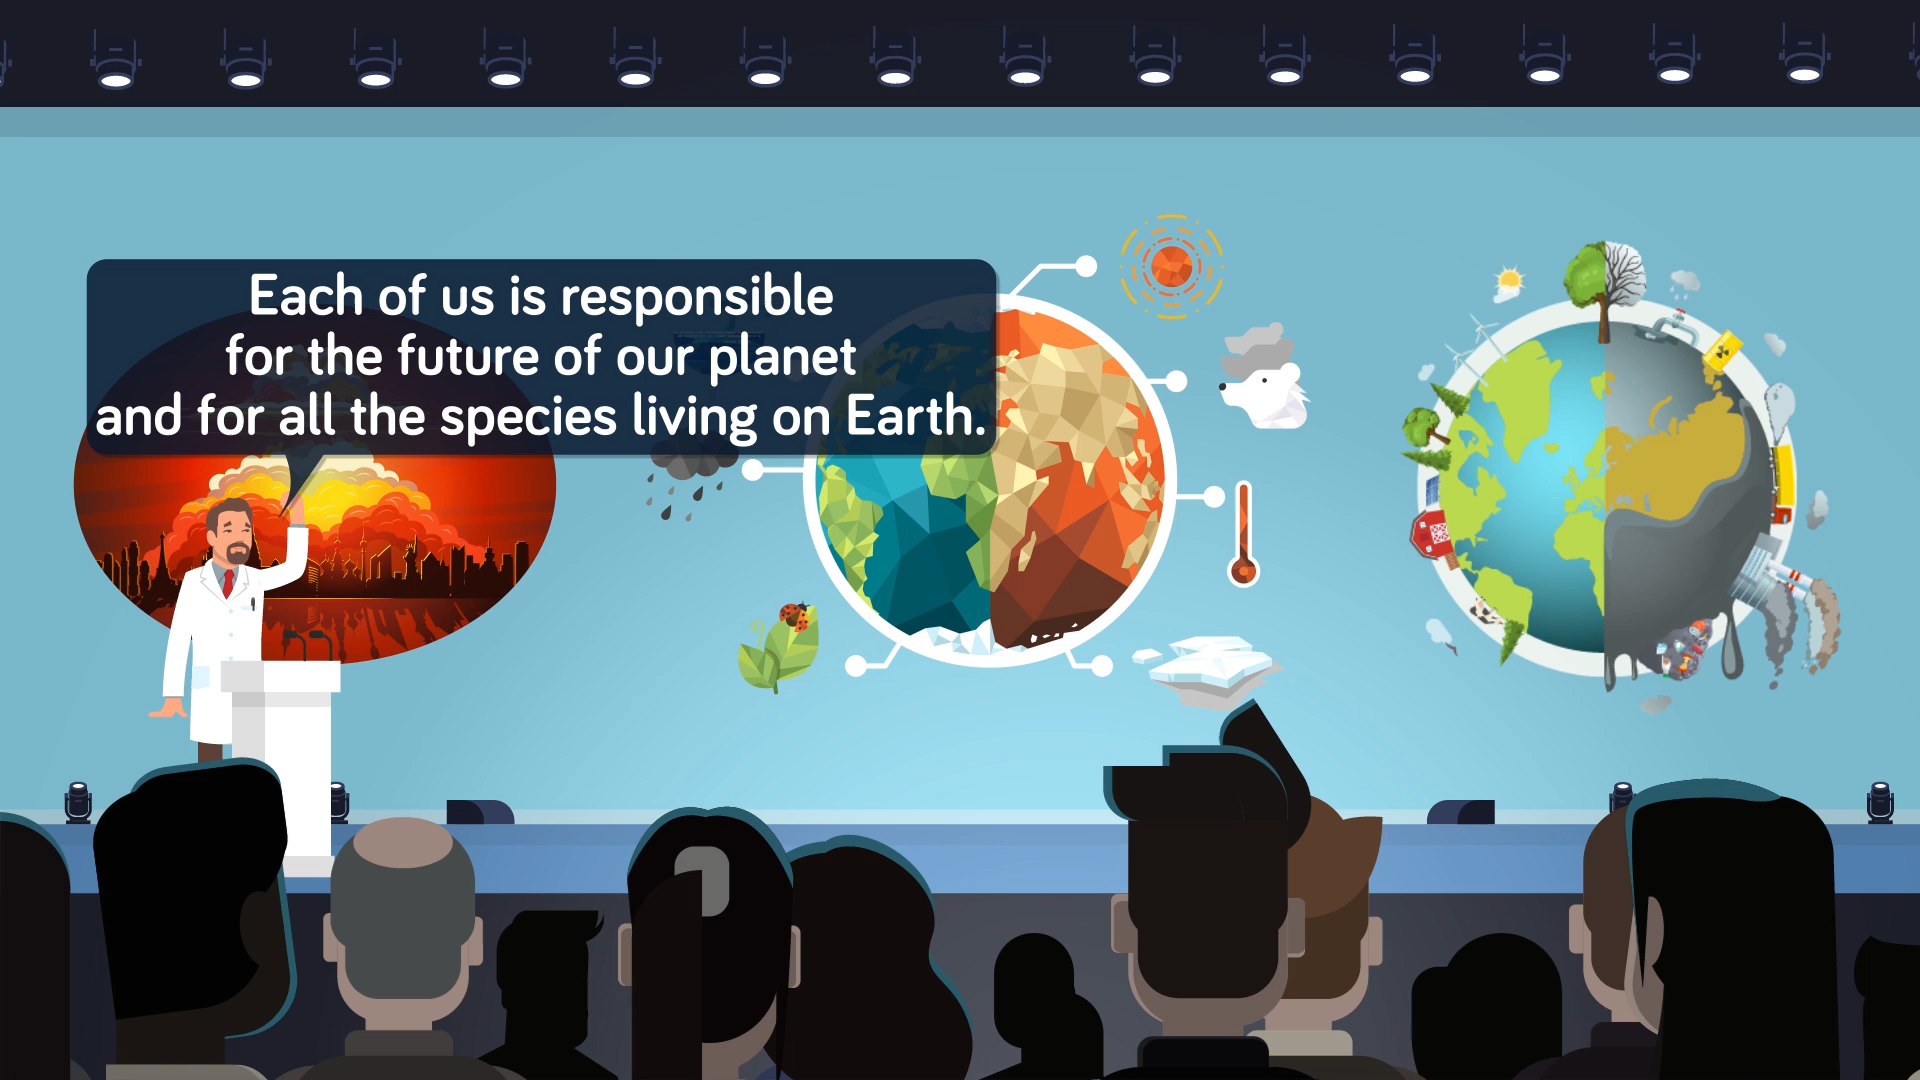 Each of us is responsible
for the future of our planet
and for all the species living on Earth.